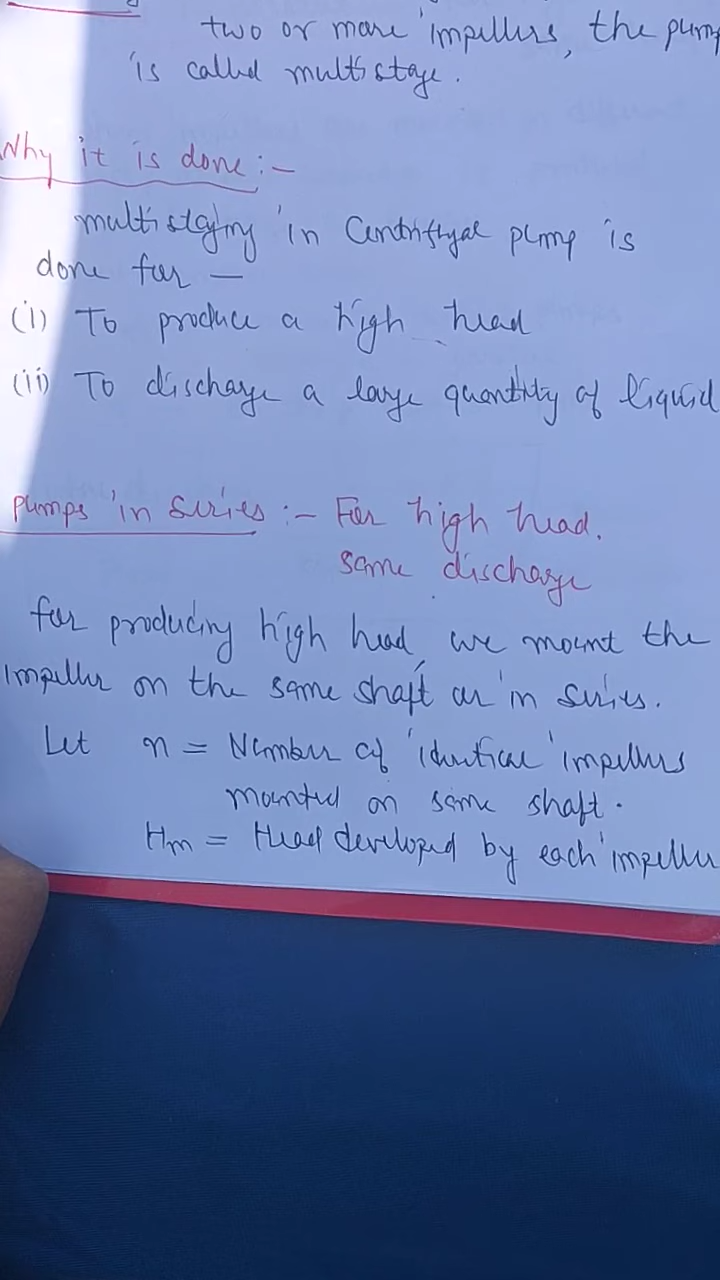 two or more impellers, the pump
is called multistage.
Why it is done :-
multistaging in Centrifugal pump is
done for —
(i) To produce a high head
(ii) To discharge a large quantity of liquid
Pumps in Series :- For high head.
same discharge
for producing high head, we mount the
impeller on the same shaft or in Series.
Let n = Number of identical impellers
mounted on same shaft.
Hm = Head developed by each impeller